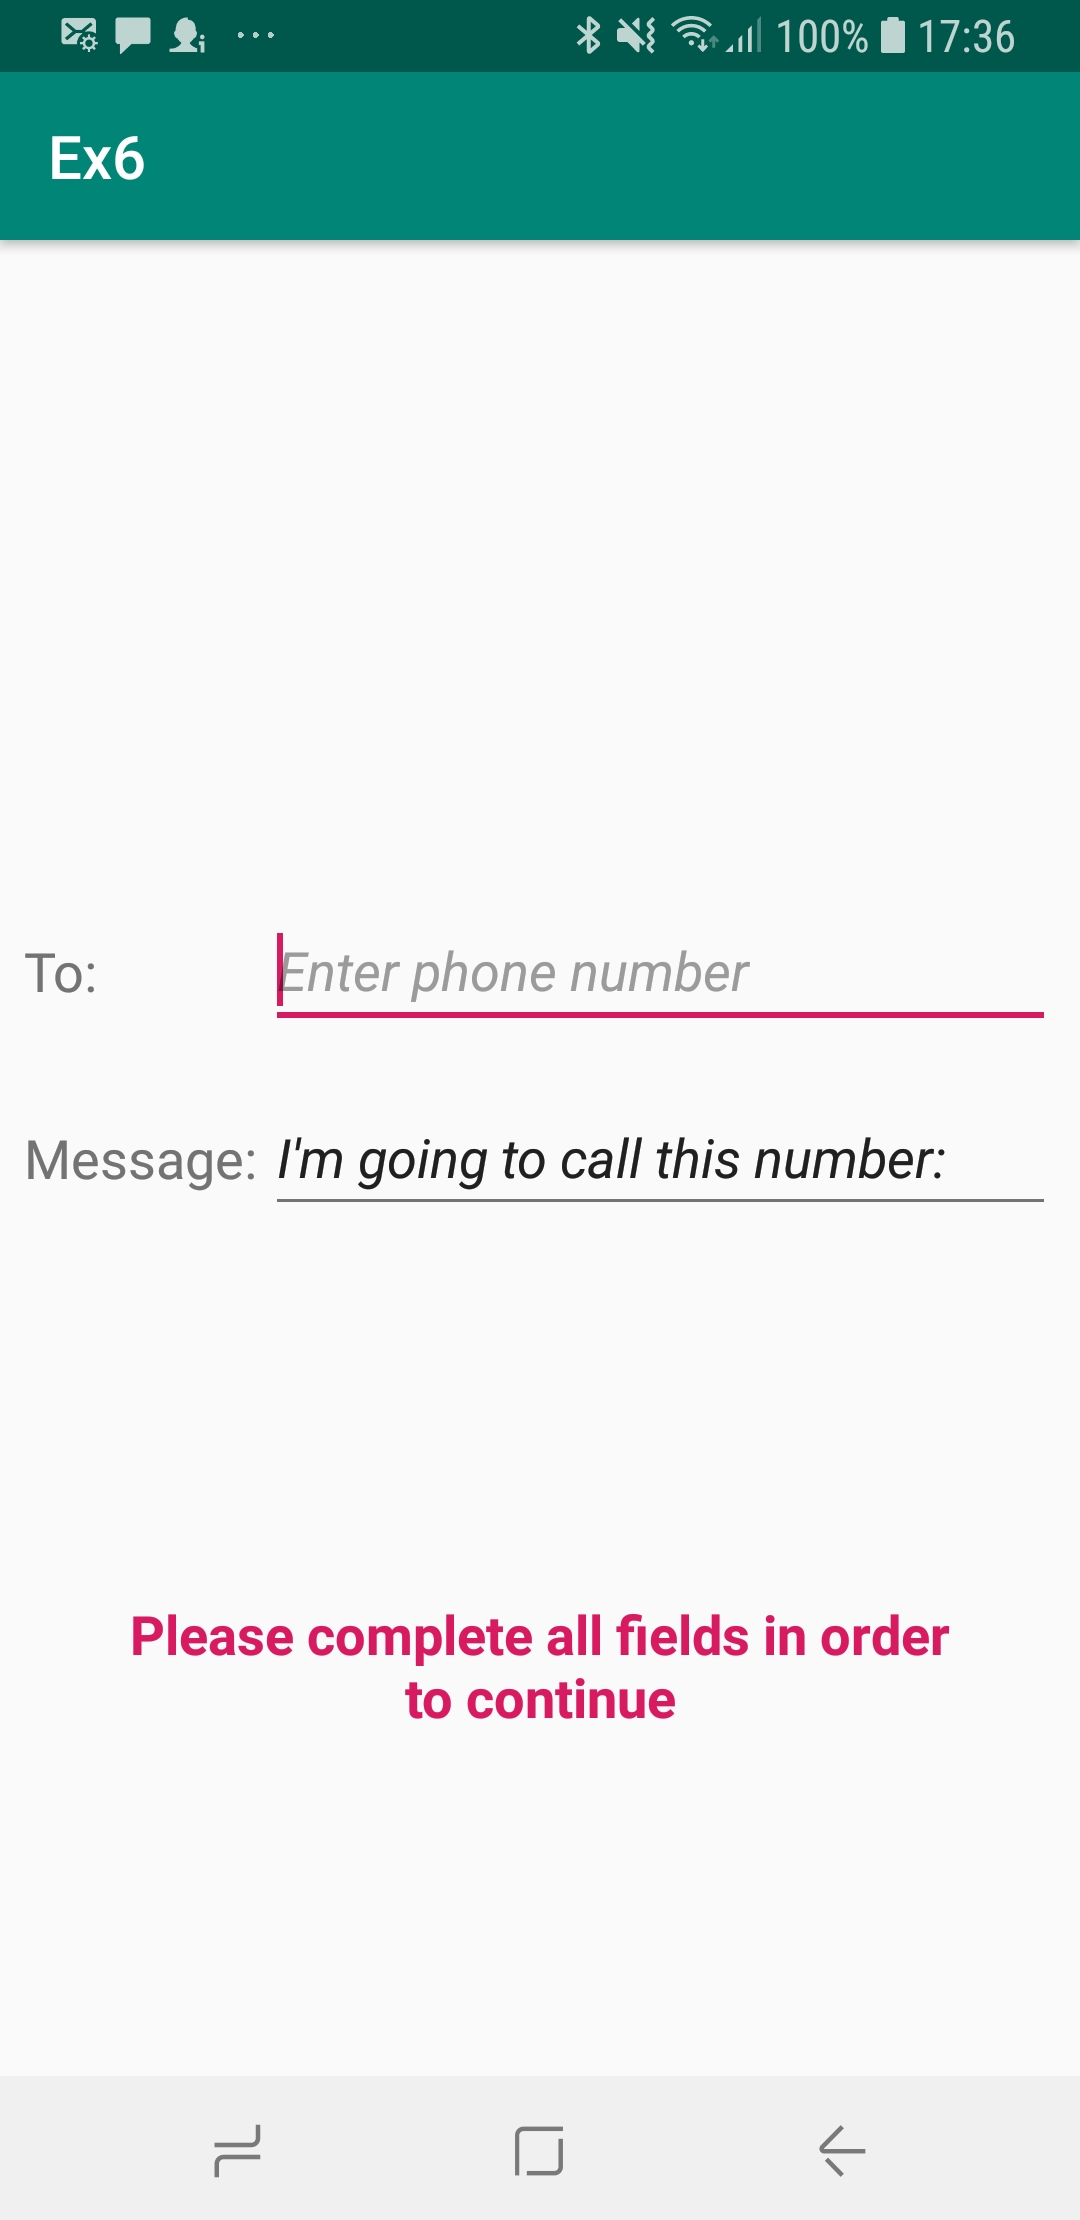 100% 17:36
Ex6
To: Enter phone number
Message: I'm going to call this number:
Please complete all fields in order
to continue